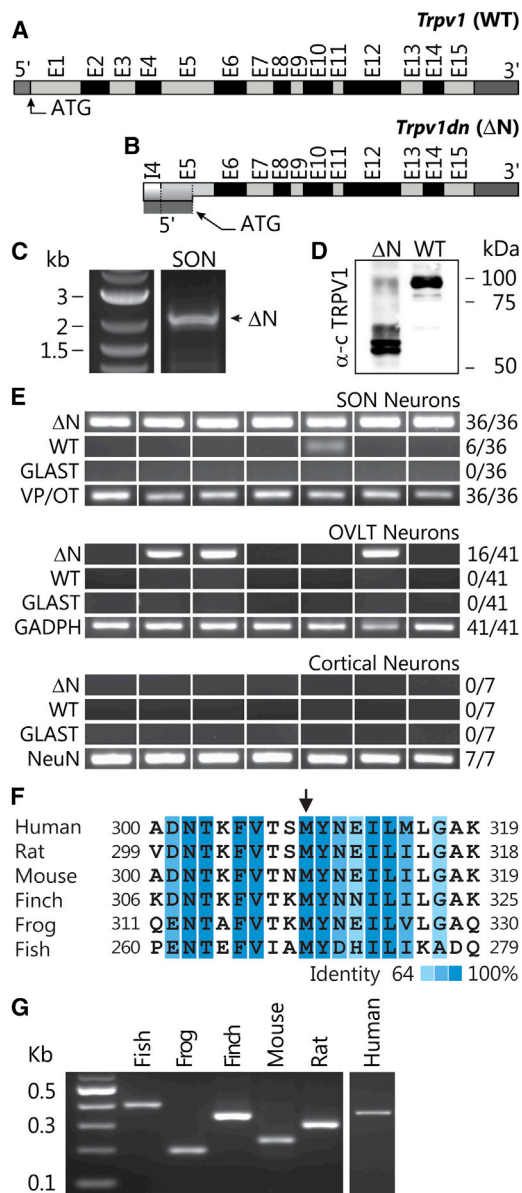 A
Trpv1 (WT)
5' E1 E2 E3 E4 E5 E6 E7 E8 E9 E10 E11 E12 E13 E14 E15 3'
ATG
Trpv1dn (ΔN)
B
I4 E5 E6 E7 E8 E9 E10 E11 E12 E13 E14 E15 3'
5' ATG
C
kb SON
3
2
1.5
ΔN
D
ΔN WT kDa
α-c TRPV1
100
75
50
E
SON Neurons
ΔN 36/36
WT 6/36
GLAST 0/36
VP/OT 36/36
OVLT Neurons
ΔN 16/41
WT 0/41
GLAST 0/41
GADPH 41/41
Cortical Neurons
ΔN 0/7
WT 0/7
GLAST 0/7
NeuN 7/7
F
Human 300 ADNTKFVTSMYNEILMLGAK 319
Rat 299 VDNTKFVTSMYNEILILGAK 318
Mouse 300 ADNTKFVTNMYNEILILGAK 319
Finch 306 KDNTKFVTKMYNEILILGAK 325
Frog 311 QENTAFVTKMYNEILVLGAQ 330
Fish 260 PENTEFVIAMYDHILIKADQ 279
Identity 64 100%
G
Kb Fish Frog Finch Mouse Rat Human
0.5
0.3
0.1